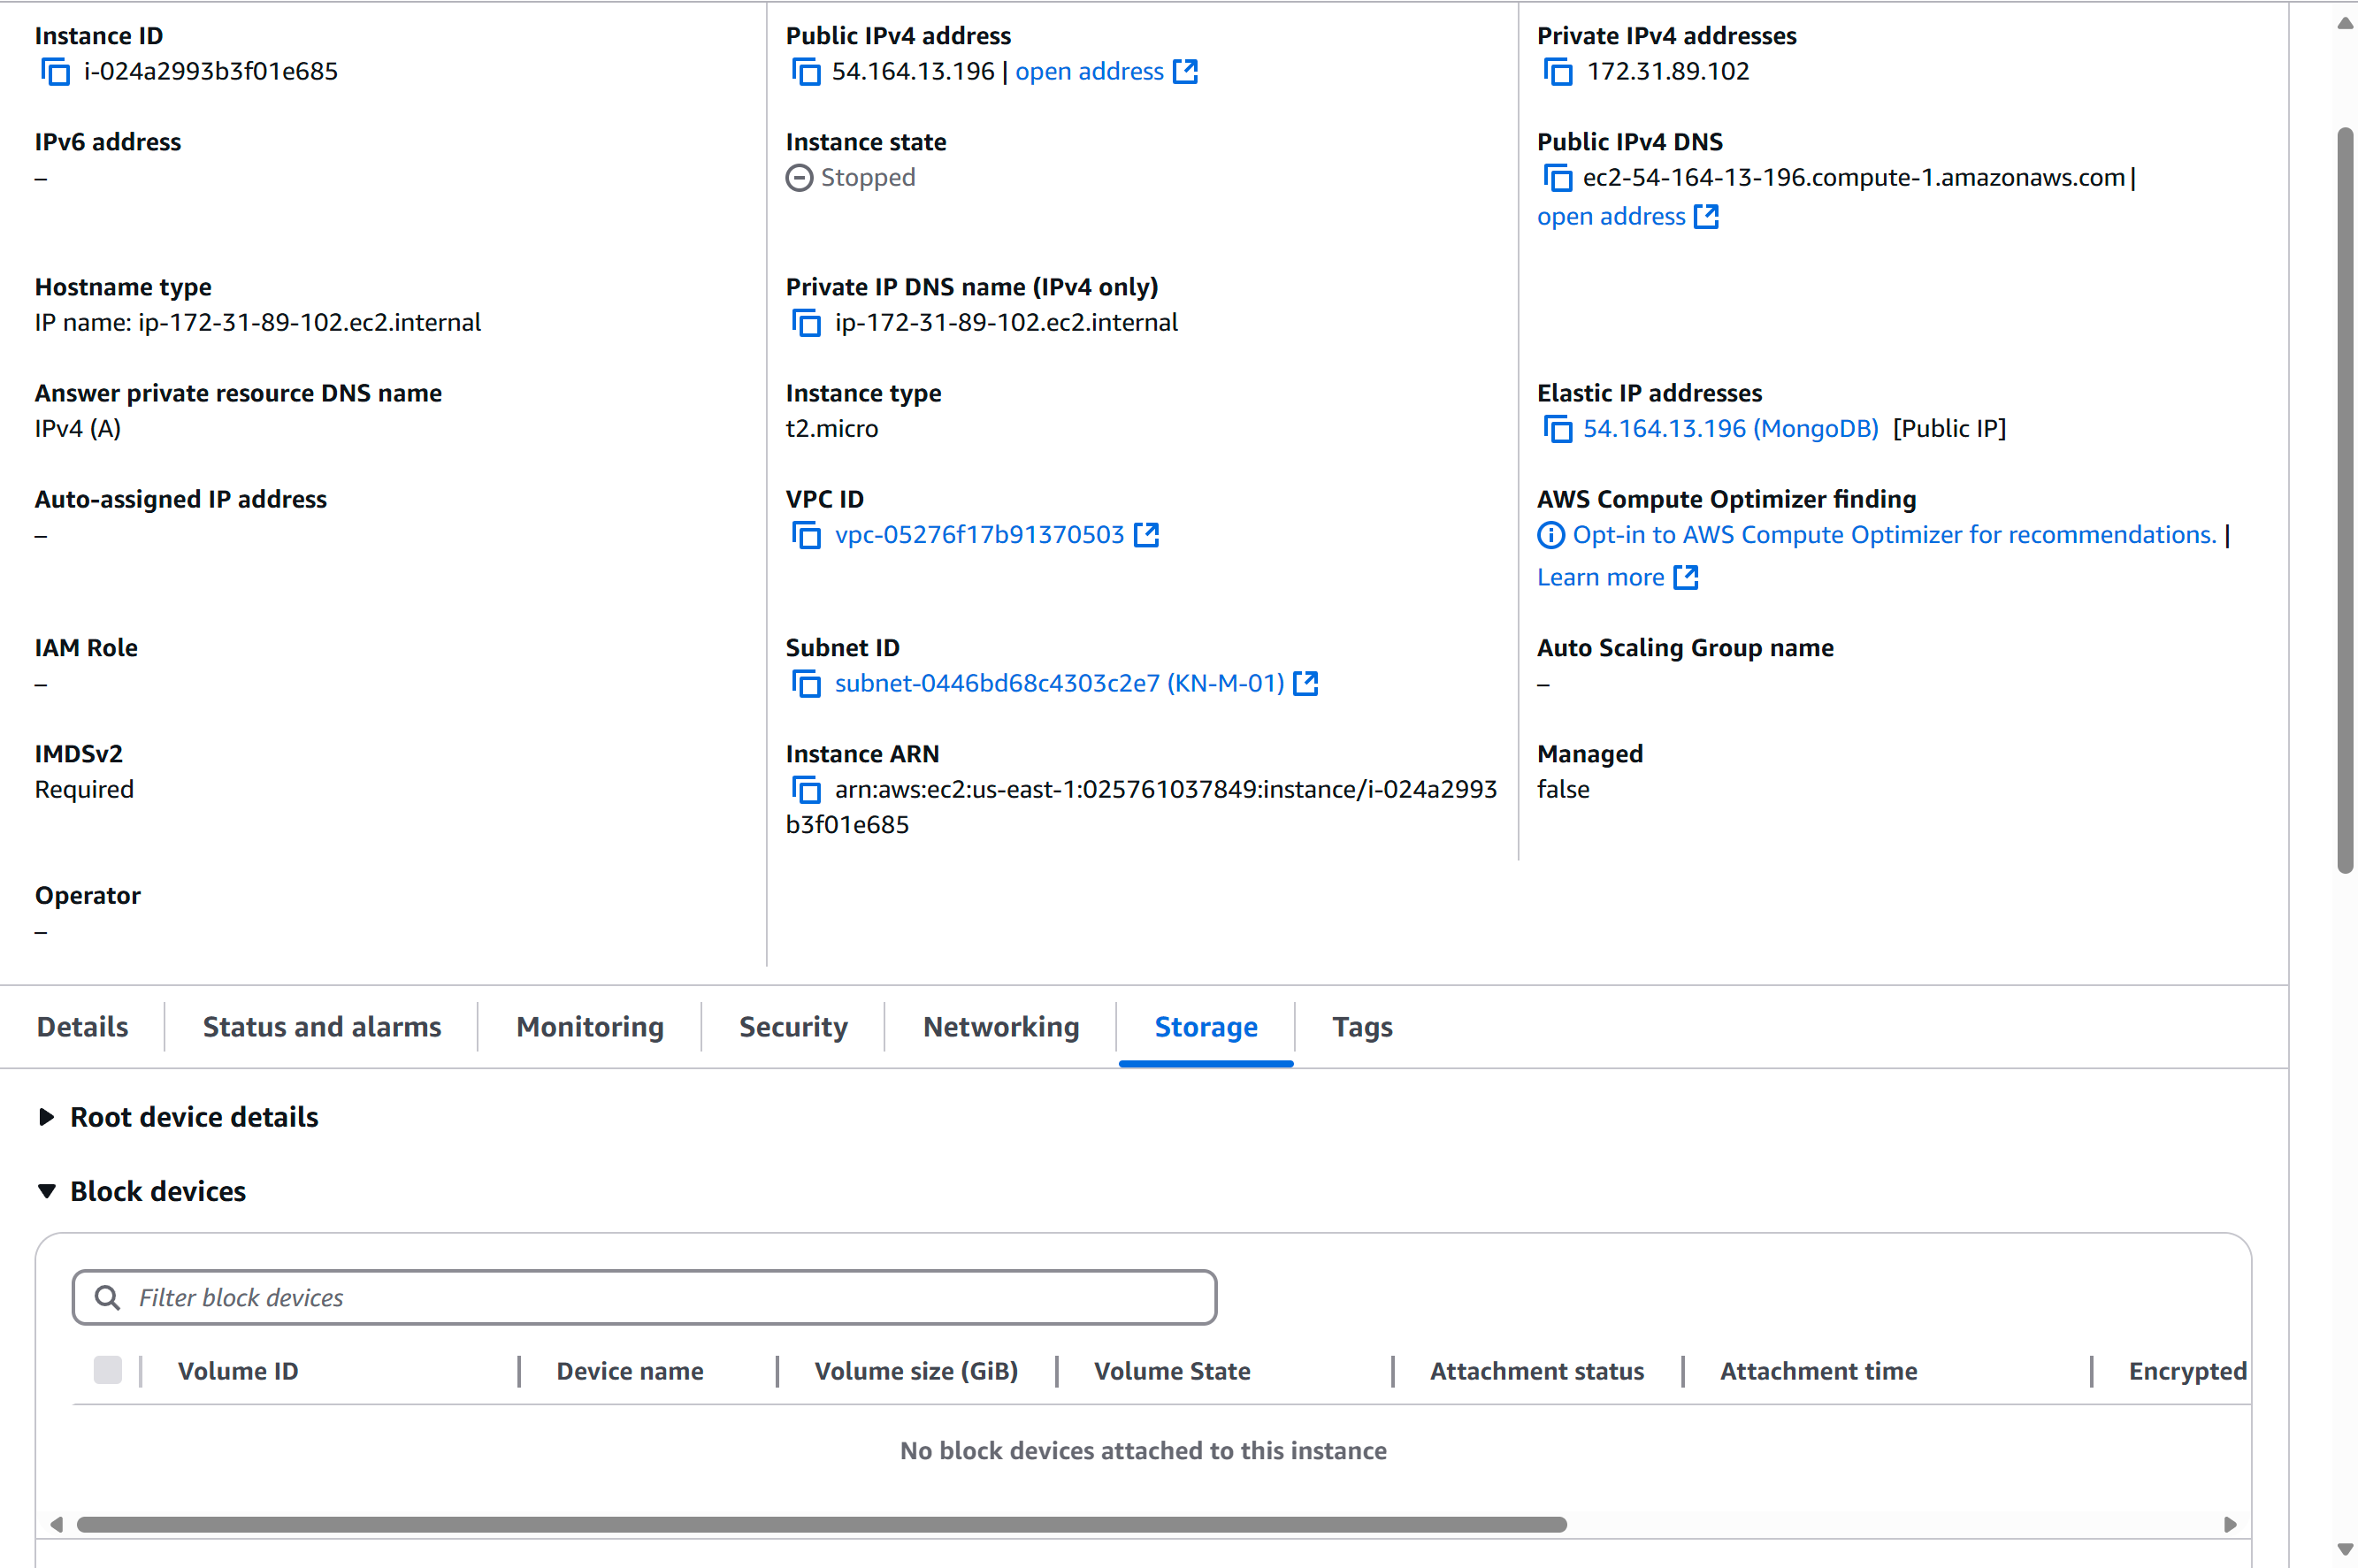 Instance ID
i-024a2993b3f01e685
Public IPv4 address
54.164.13.196 | open address
Private IPv4 addresses
172.31.89.102
IPv6 address
–
Instance state
Stopped
Public IPv4 DNS
ec2-54-164-13-196.compute-1.amazonaws.com |
open address
Hostname type
IP name: ip-172-31-89-102.ec2.internal
Private IP DNS name (IPv4 only)
ip-172-31-89-102.ec2.internal
Answer private resource DNS name
IPv4 (A)
Instance type
t2.micro
Elastic IP addresses
54.164.13.196 (MongoDB) [Public IP]
Auto-assigned IP address
–
VPC ID
vpc-05276f17b91370503
AWS Compute Optimizer finding
Opt-in to AWS Compute Optimizer for recommendations. |
Learn more
IAM Role
–
Subnet ID
subnet-0446bd68c4303c2e7 (KN-M-01)
Auto Scaling Group name
–
IMDSv2
Required
Instance ARN
arn:aws:ec2:us-east-1:025761037849:instance/i-024a2993
b3f01e685
Managed
false
Operator
–
Details
Status and alarms
Monitoring
Security
Networking
Storage
Tags
Root device details
Block devices
Filter block devices
Volume ID
Device name
Volume size (GiB)
Volume State
Attachment status
Attachment time
Encrypted
No block devices attached to this instance